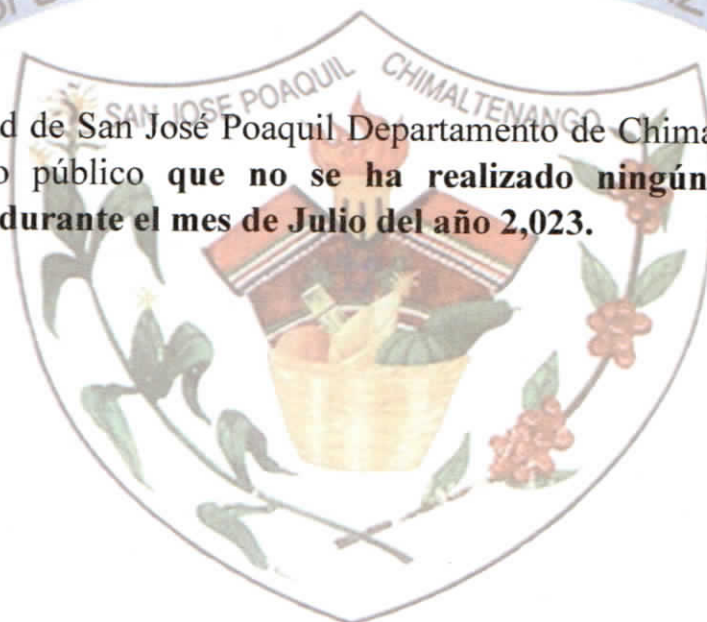 SAN JOSE POAQUIL CHIMALTENANGO
d de San José Poaquil Departamento de Chima
o público que no se ha realizado ningún
durante el mes de Julio del año 2,023.